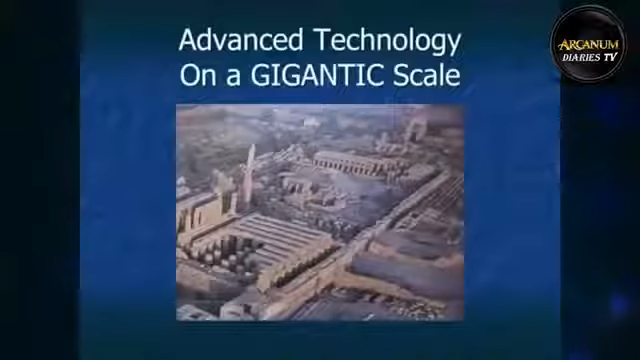 Advanced Technology
On a GIGANTIC Scale
ARCANUM
DIARIES TV